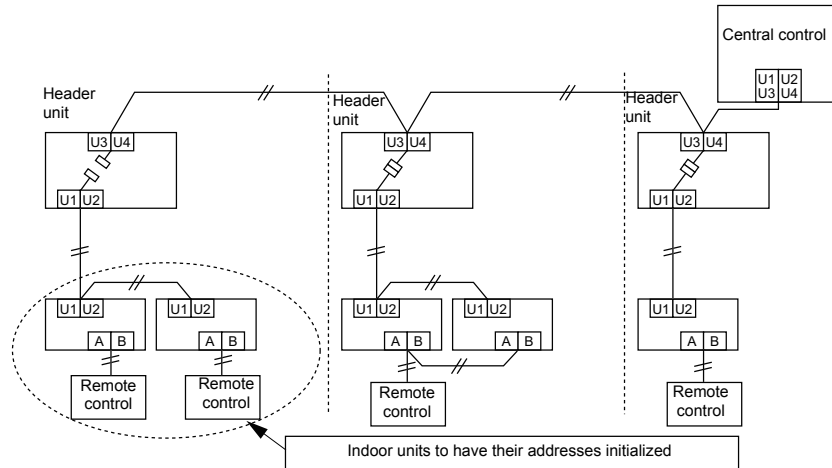 Central control
U1 U2
U3 U4
Header
unit
Header
unit
Header
unit
U3 U4
U3 U4
U3 U4
U1 U2
U1 U2
U1 U2
U1 U2
U1 U2
U1 U2
U1 U2
U1 U2
A B
A B
A B
A B
A B
Remote
control
Remote
control
Remote
control
Remote
control
Indoor units to have their addresses initialized